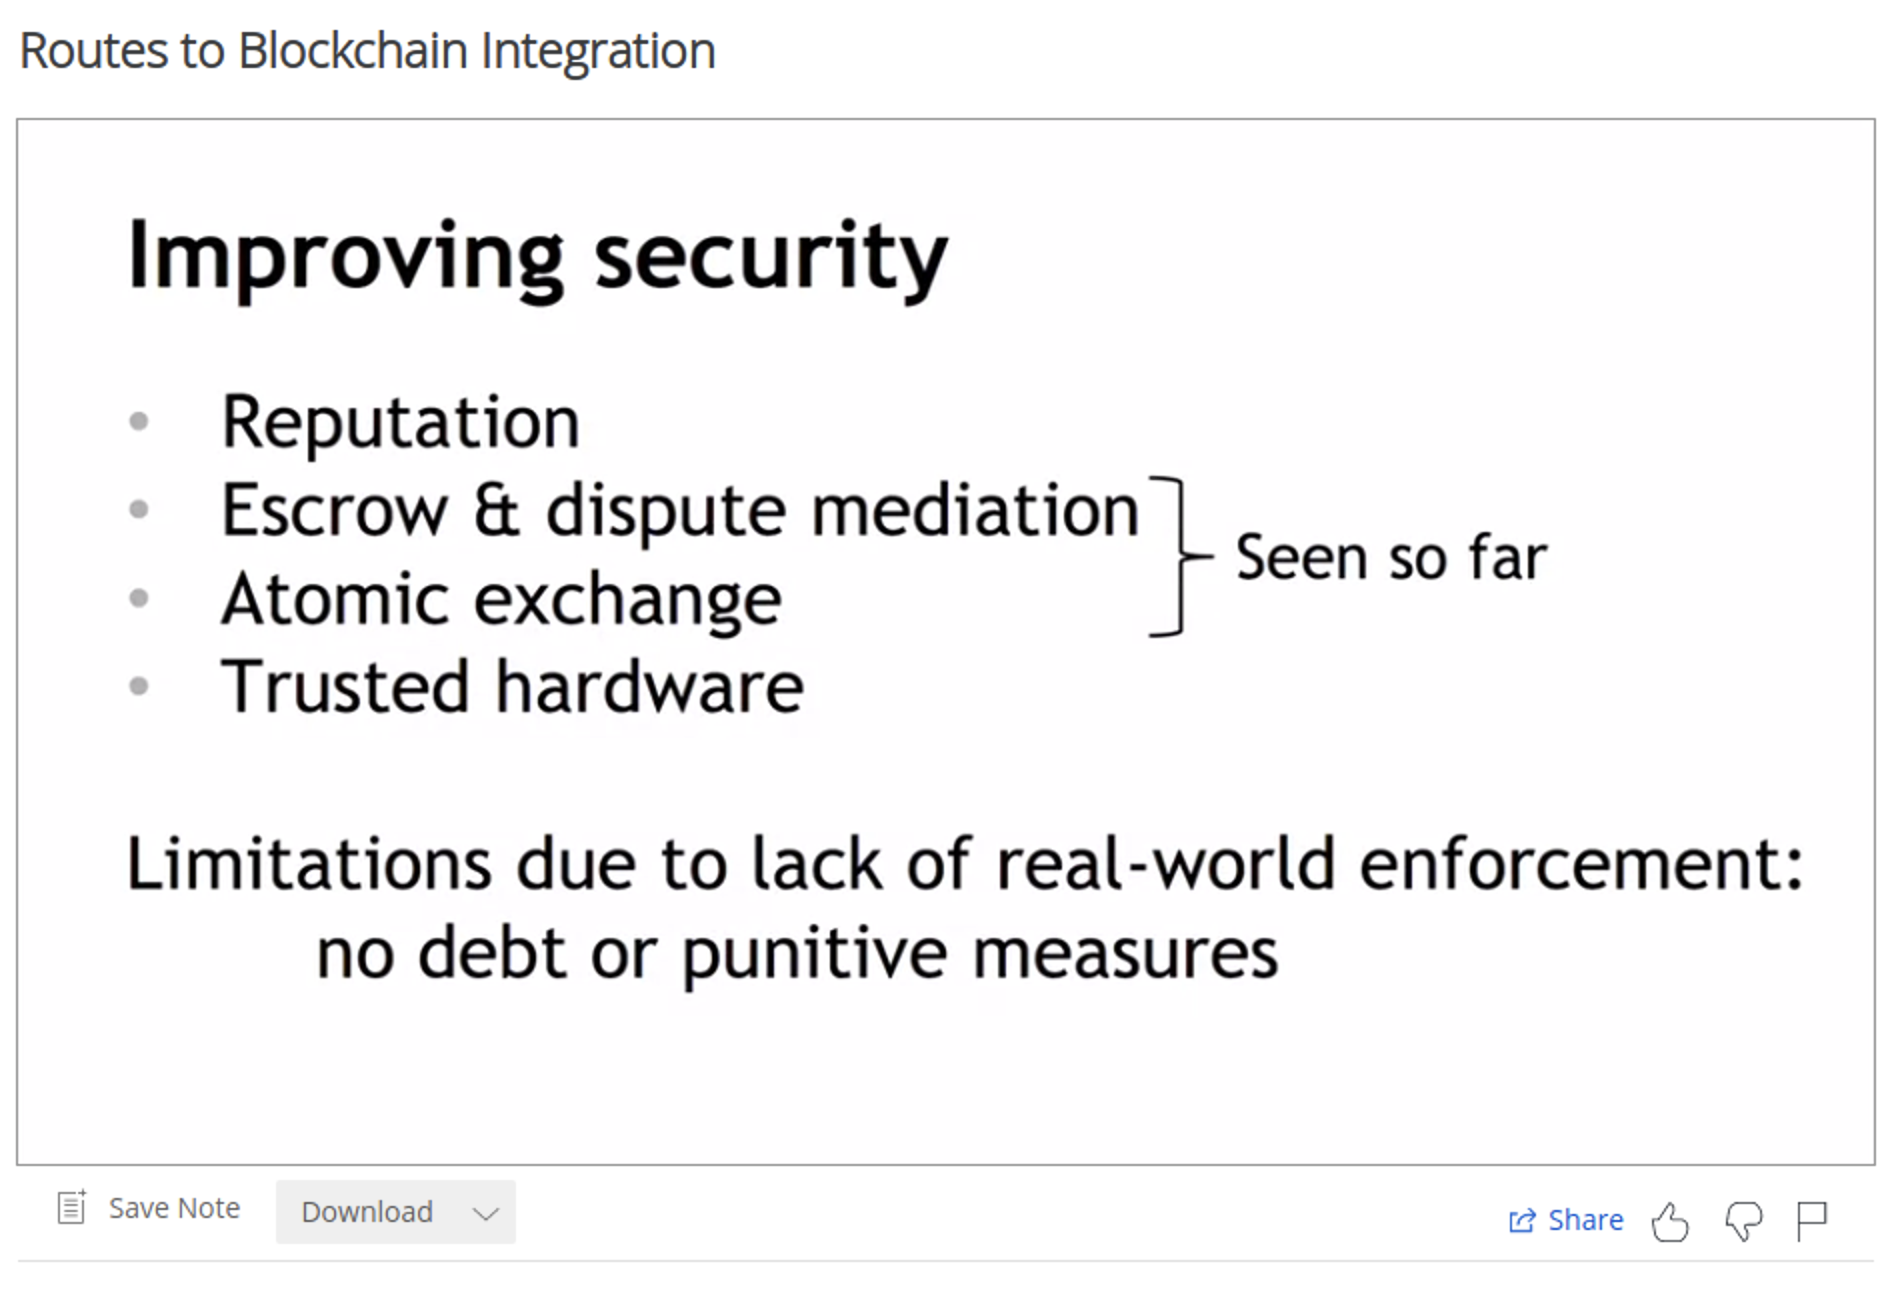 Routes to Blockchain Integration
Improving security
• Reputation
• Escrow & dispute mediation
• Atomic exchange
Seen so far
• Trusted hardware
Limitations due to lack of real-world enforcement:
no debt or punitive measures
Save Note
Download
Share